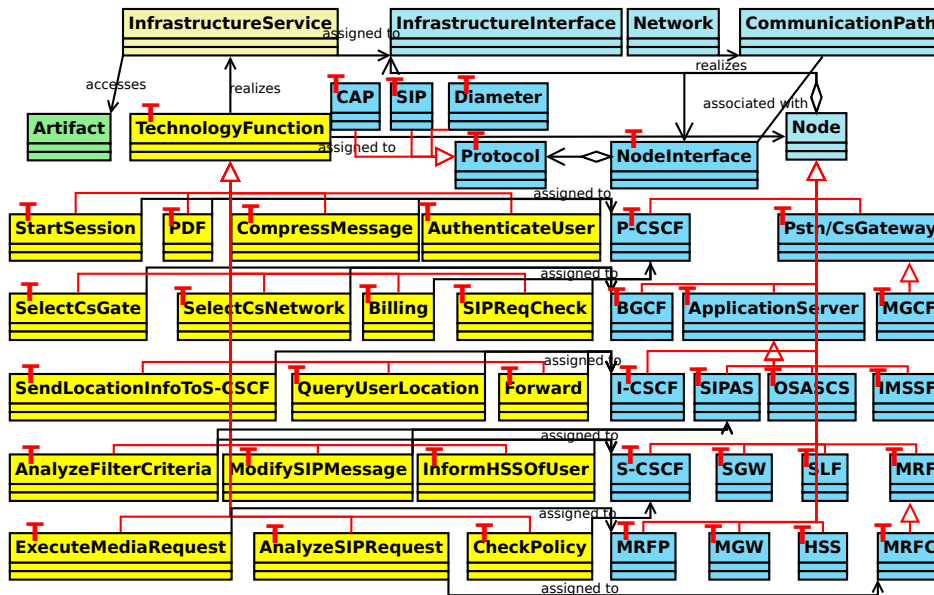 InfrastructureService
assigned to
InfrastructureInterface
Network
CommunicationPath
accesses
realizes
realizes
CAP
SIP
Diameter
associated with
Artifact
TechnologyFunction
assigned to
Protocol
NodeInterface
Node
assigned to
StartSession
PDF
CompressMessage
AuthenticateUser
P-CSCF
Pstn/CsGateway
assigned to
SelectCsGate
SelectCsNetwork
Billing
SIPReqCheck
BGCF
ApplicationServer
MGCF
assigned to
SendLocationInfoToS-CSCF
QueryUserLocation
Forward
I-CSCF
SIPAS
OSASCS
IMSSF
assigned to
AnalyzeFilterCriteria
ModifySIPMessage
InformHSSOfUser
S-CSCF
SGW
SLF
MRF
assigned to
ExecuteMediaRequest
AnalyzeSIPRequest
CheckPolicy
MRFP
MGW
HSS
MRFC
assigned to